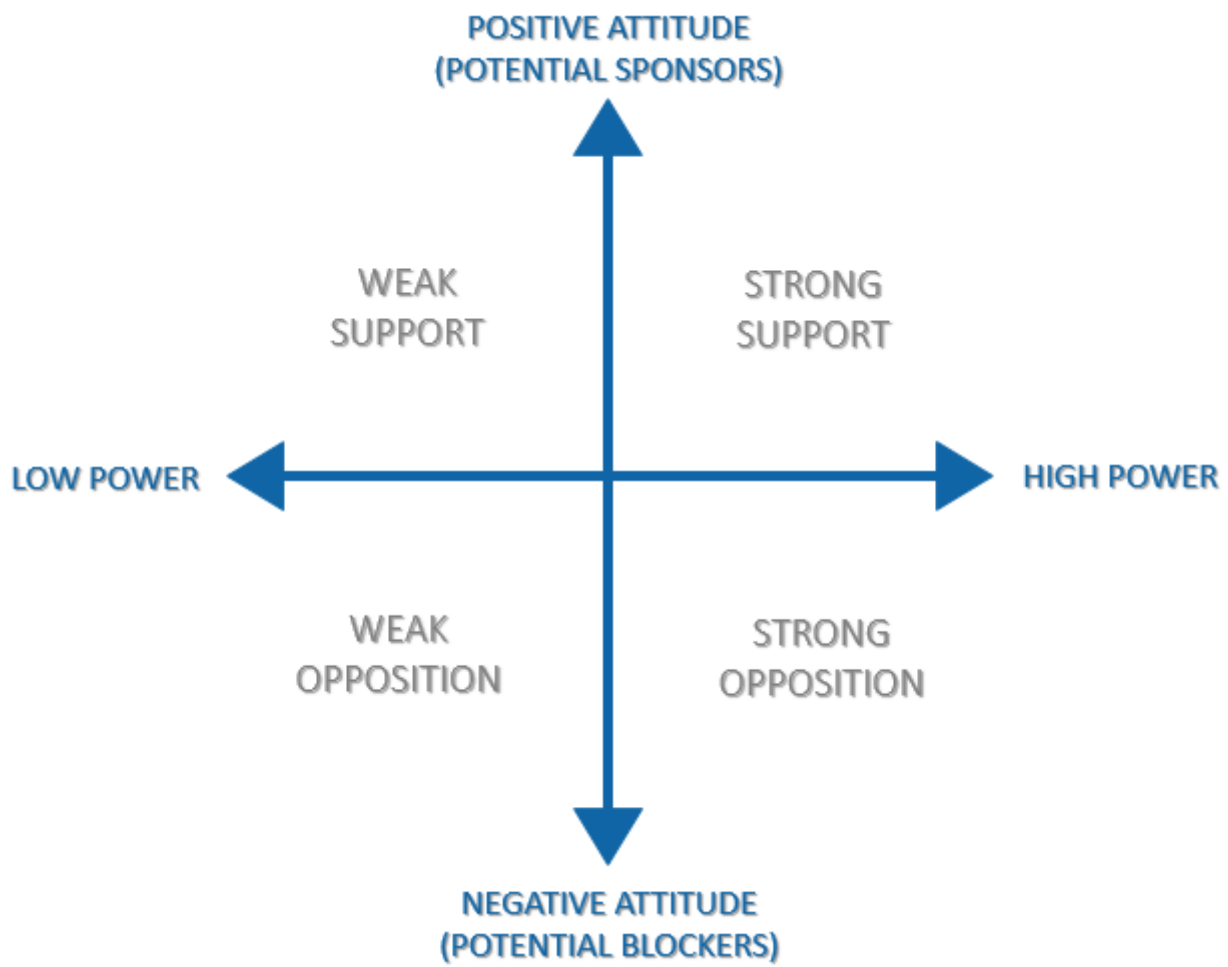 POSITIVE ATTITUDE
(POTENTIAL SPONSORS)
WEAK
SUPPORT
STRONG
SUPPORT
LOW POWER
HIGH POWER
WEAK
OPPOSITION
STRONG
OPPOSITION
NEGATIVE ATTITUDE
(POTENTIAL BLOCKERS)